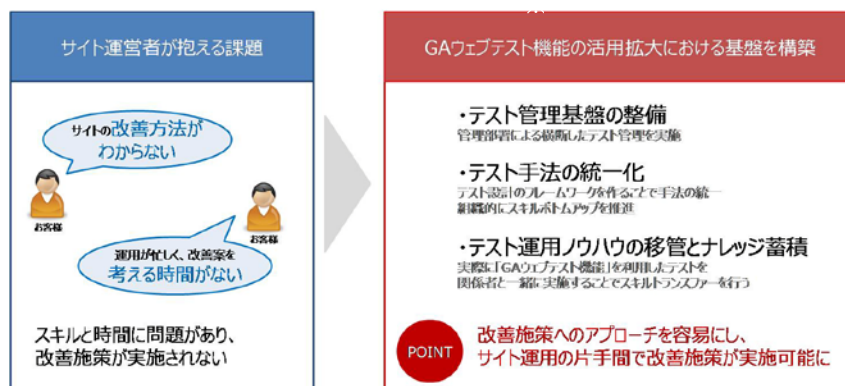 サイト運営者が抱える課題
サイトの改善方法が
わからない
お客様
お客様
運用が忙しく、改善案を
考える時間がない
スキルと時間に問題があり、
改善施策が実施されない
GAウェブテスト機能の活用拡大における基盤を構築
・テスト管理基盤の整備
管理部署による横断したテスト管理を実施
・テスト手法の統一化
テスト設計のフレームワークを作ることで手法の統一
組織的にスキルボトムアップを推進
・テスト運用ノウハウの移管とナレッジ蓄積
実際に「GAウェブテスト機能」を利用したテストを
関係者と一緒に実施することでスキルトランスファーを行う
POINT
改善施策へのアプローチを容易にし、
サイト運用の片手間で改善施策が実施可能に